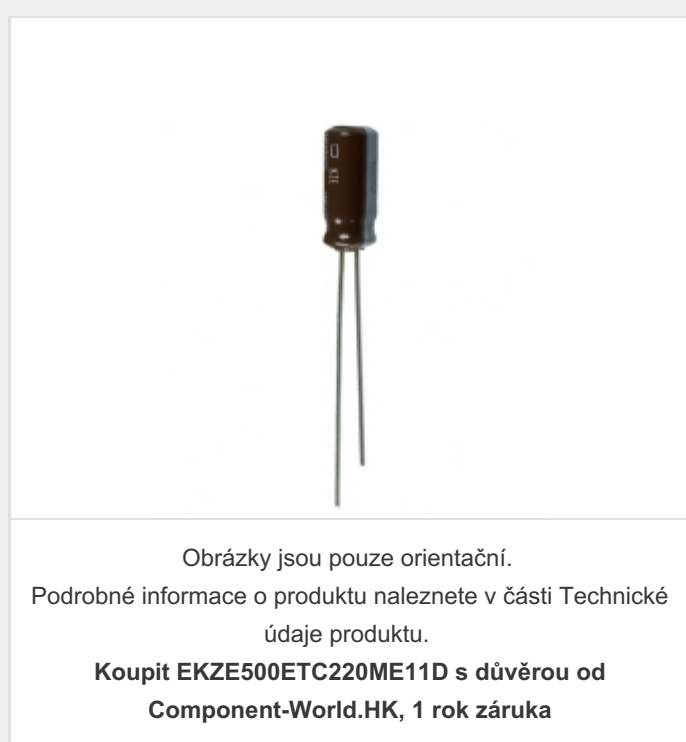 KZE
Obrázky jsou pouze orientační.
Podrobné informace o produktu naleznete v části Technické
údaje produktu.
Koupit EKZE500ETC220ME11D s důvěrou od
Component-World.HK, 1 rok záruka